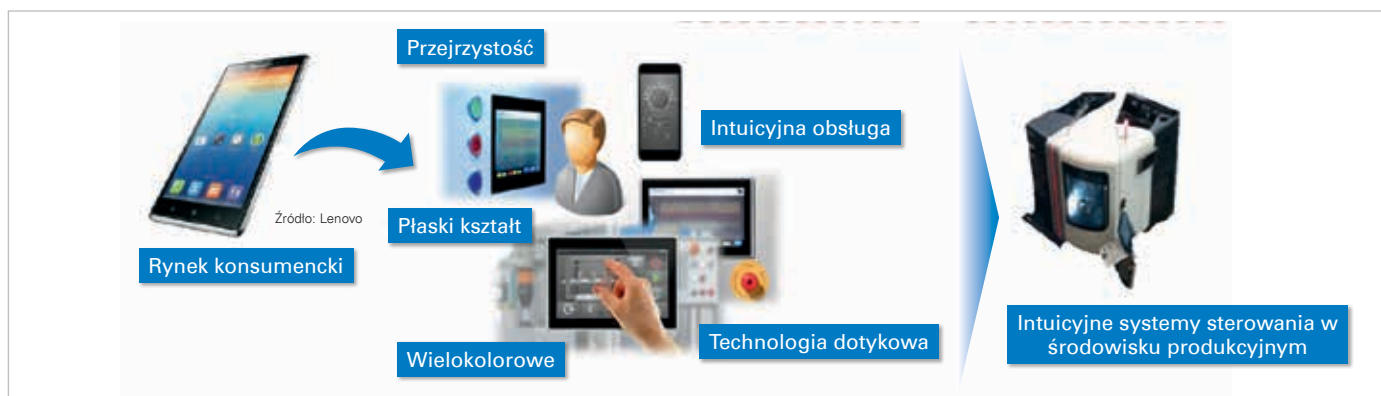 Przejrzystość
Intuicyjna obsługa
Źródło: Lenovo
Płaski kształt
Rynek konsumencki
Technologia dotykowa
Wielokolorowe
Intuicyjne systemy sterowania w
środowisku produkcyjnym